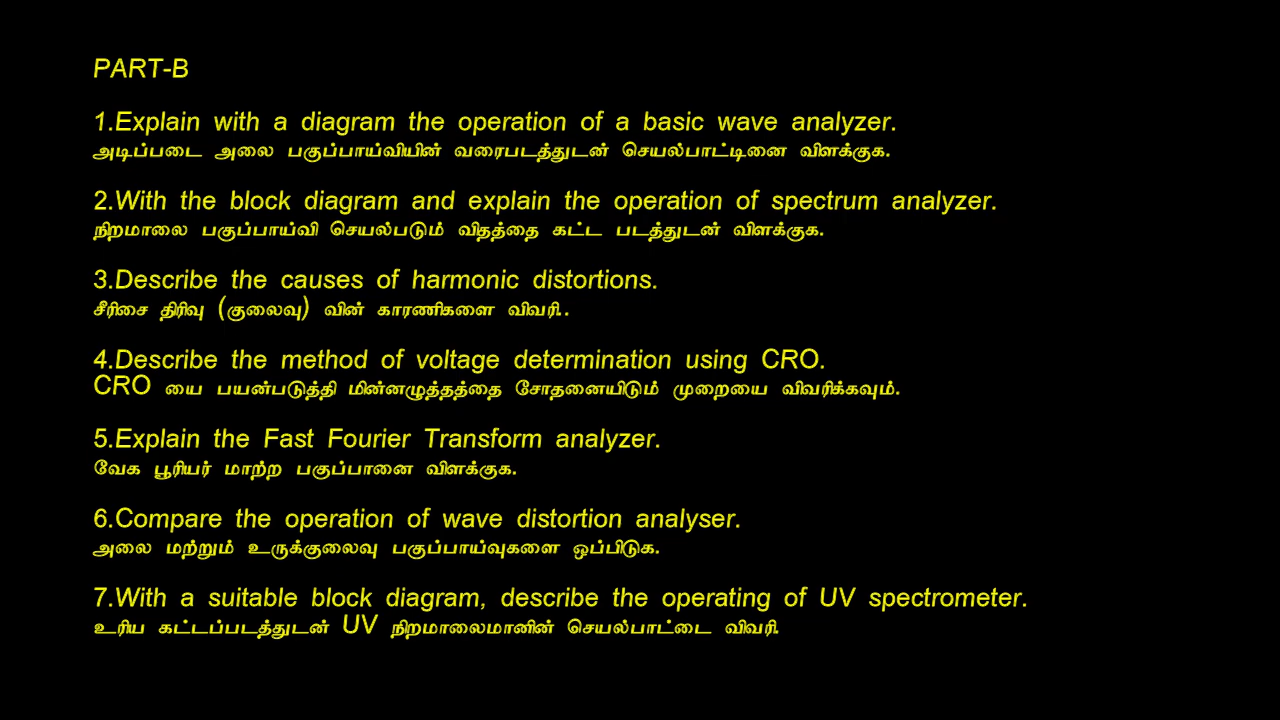 PART-B
1.Explain with a diagram the operation of a basic wave analyzer.
அடிப்படை அலை பகுப்பாய்வியின் வரைபடத்துடன் செயல்பாட்டினை விளக்குக.
2.With the block diagram and explain the operation of spectrum analyzer.
நிறமாலை பகுப்பாய்வி செயல்படும் விதத்தை கட்ட படத்துடன் விளக்குக.
3.Describe the causes of harmonic distortions.
சீரிசை திரிவு (குலைவு) வின் காரணிகளை விவரி..
4.Describe the method of voltage determination using CRO.
CRO யை பயன்படுத்தி மின்னழுத்தத்தை சோதனையிடும் முறையை விவரிக்கவும்.
5.Explain the Fast Fourier Transform analyzer.
வேக பூரியர் மாற்ற பகுப்பானை விளக்குக.
6.Compare the operation of wave distortion analyser.
அலை மற்றும் உருக்குலைவு பகுப்பாய்வுகளை ஒப்பிடுக.
7.With a suitable block diagram, describe the operating of UV spectrometer.
உரிய கட்டப்படத்துடன் UV நிறமாலைமானின் செயல்பாட்டை விவரி.